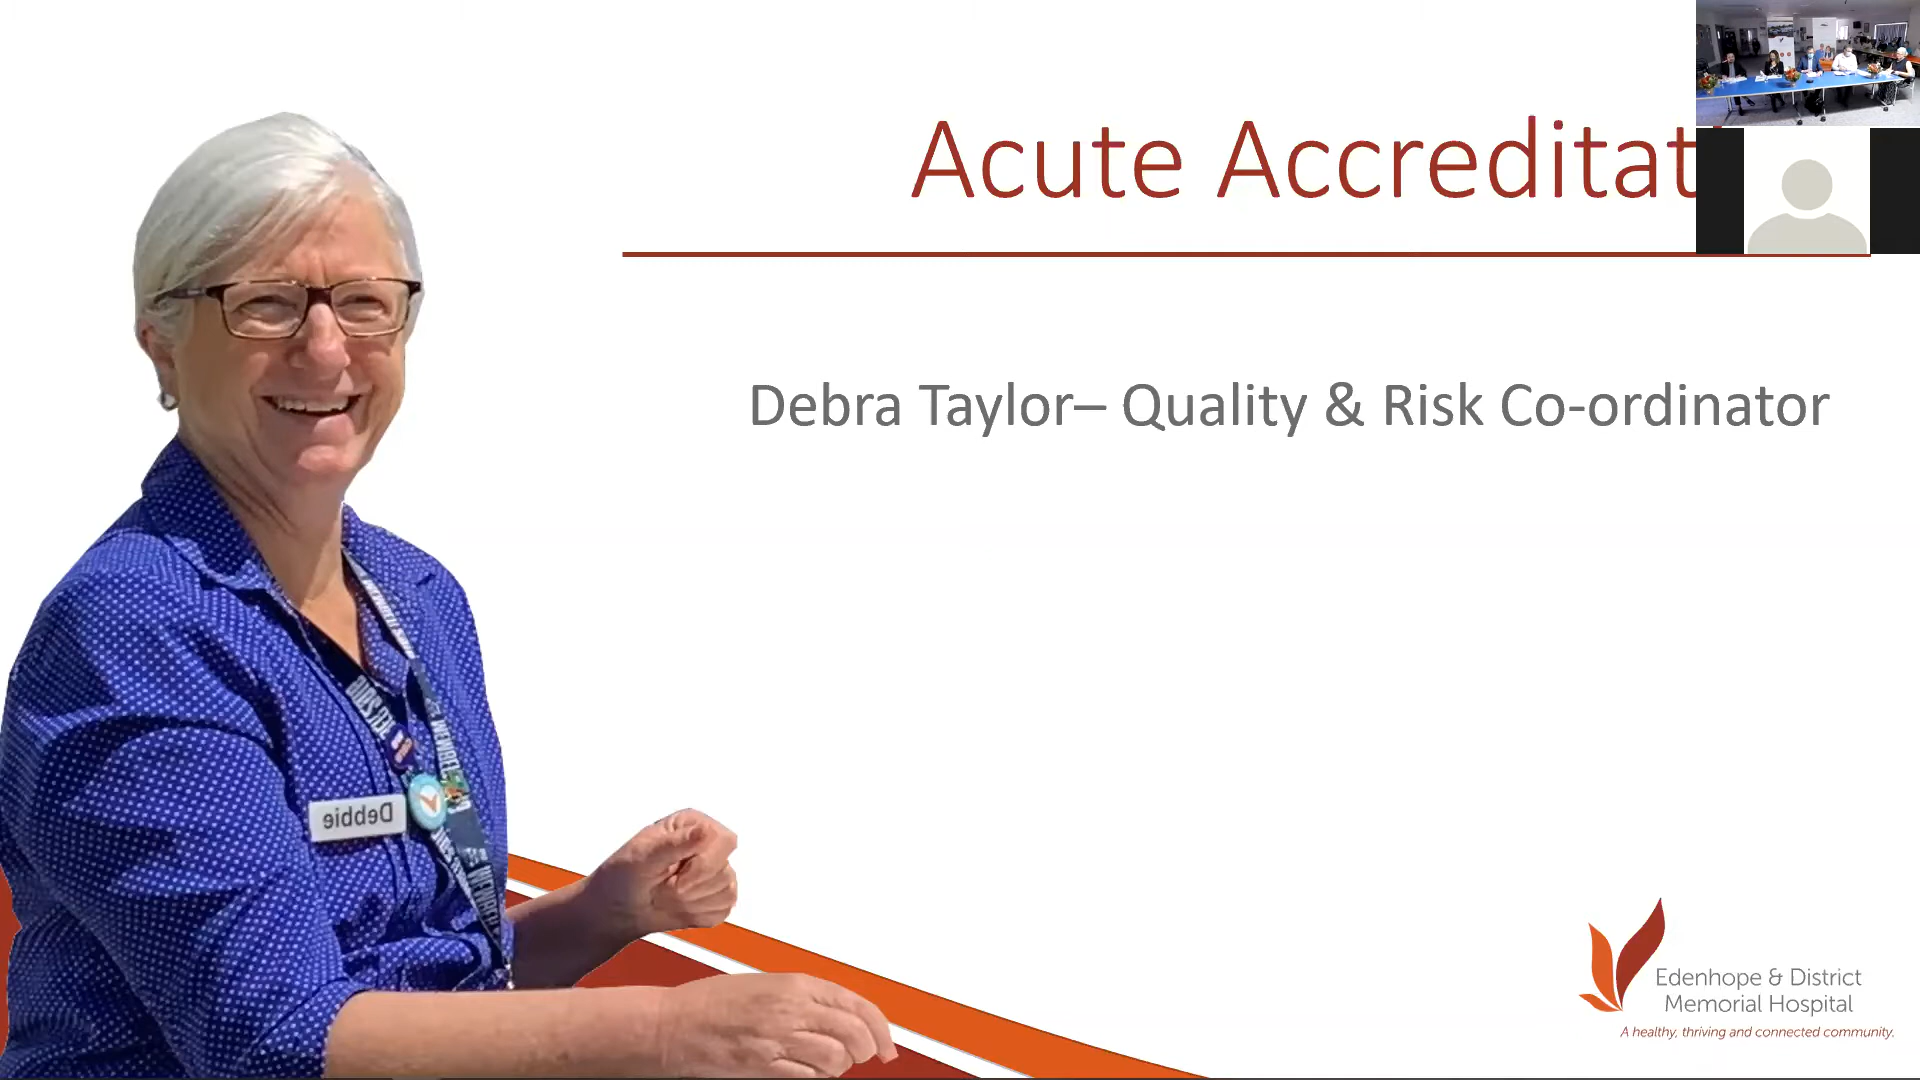 Acute Accreditat
Debra Taylor– Quality & Risk Co-ordinator
Debbie
Edenhope & District
Memorial Hospital
A healthy, thriving and connected community.